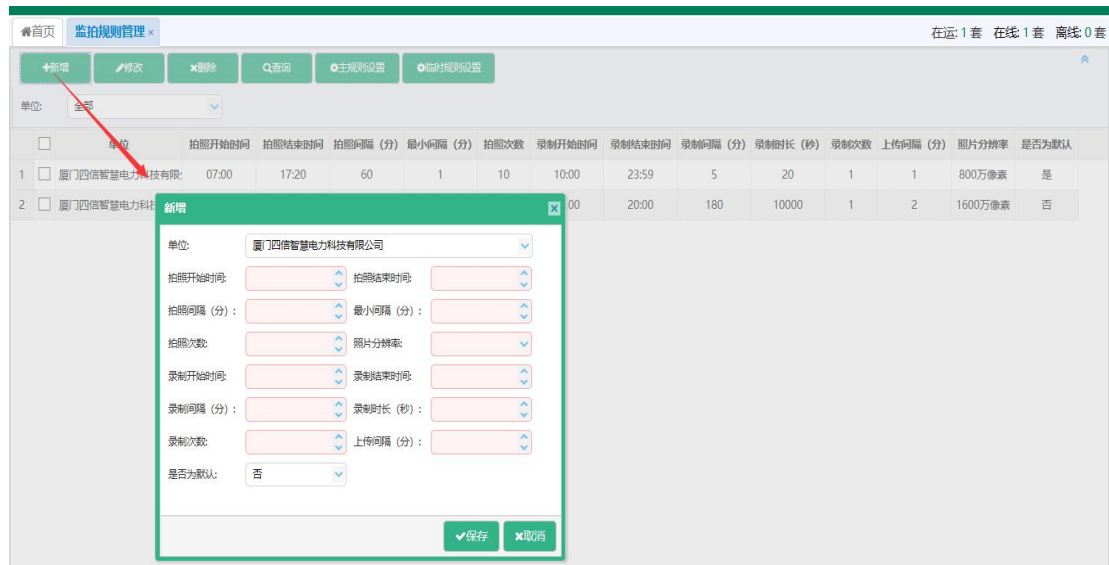 首页 监拍规则管理× 在运:1套 在线:1套 离线:0套
+新增 修改 ×删除 查询 主规则设置 临时规则设置
单位: 全部
单位 拍照开始时间 拍照结束时间 拍照间隔（分） 最小间隔（分） 拍照次数 录制开始时间 录制结束时间 录制间隔（分） 录制时长（秒） 录制次数 上传间隔（分） 照片分辨率 是否为默认
1 厦门四信智慧电力科技有限 07:00 17:20 60 1 10 10:00 23:59 5 20 1 1 800万像素 是
2 厦门四信智慧电力科 00 20:00 180 10000 1 2 1600万像素 否
新增
单位: 厦门四信智慧电力科技有限公司
拍照开始时间: 拍照结束时间:
拍照间隔（分）: 最小间隔（分）:
拍照次数: 照片分辨率:
录制开始时间: 录制结束时间:
录制间隔（分）: 录制时长（秒）:
录制次数: 上传间隔（分）:
是否为默认: 否
保存 ×取消